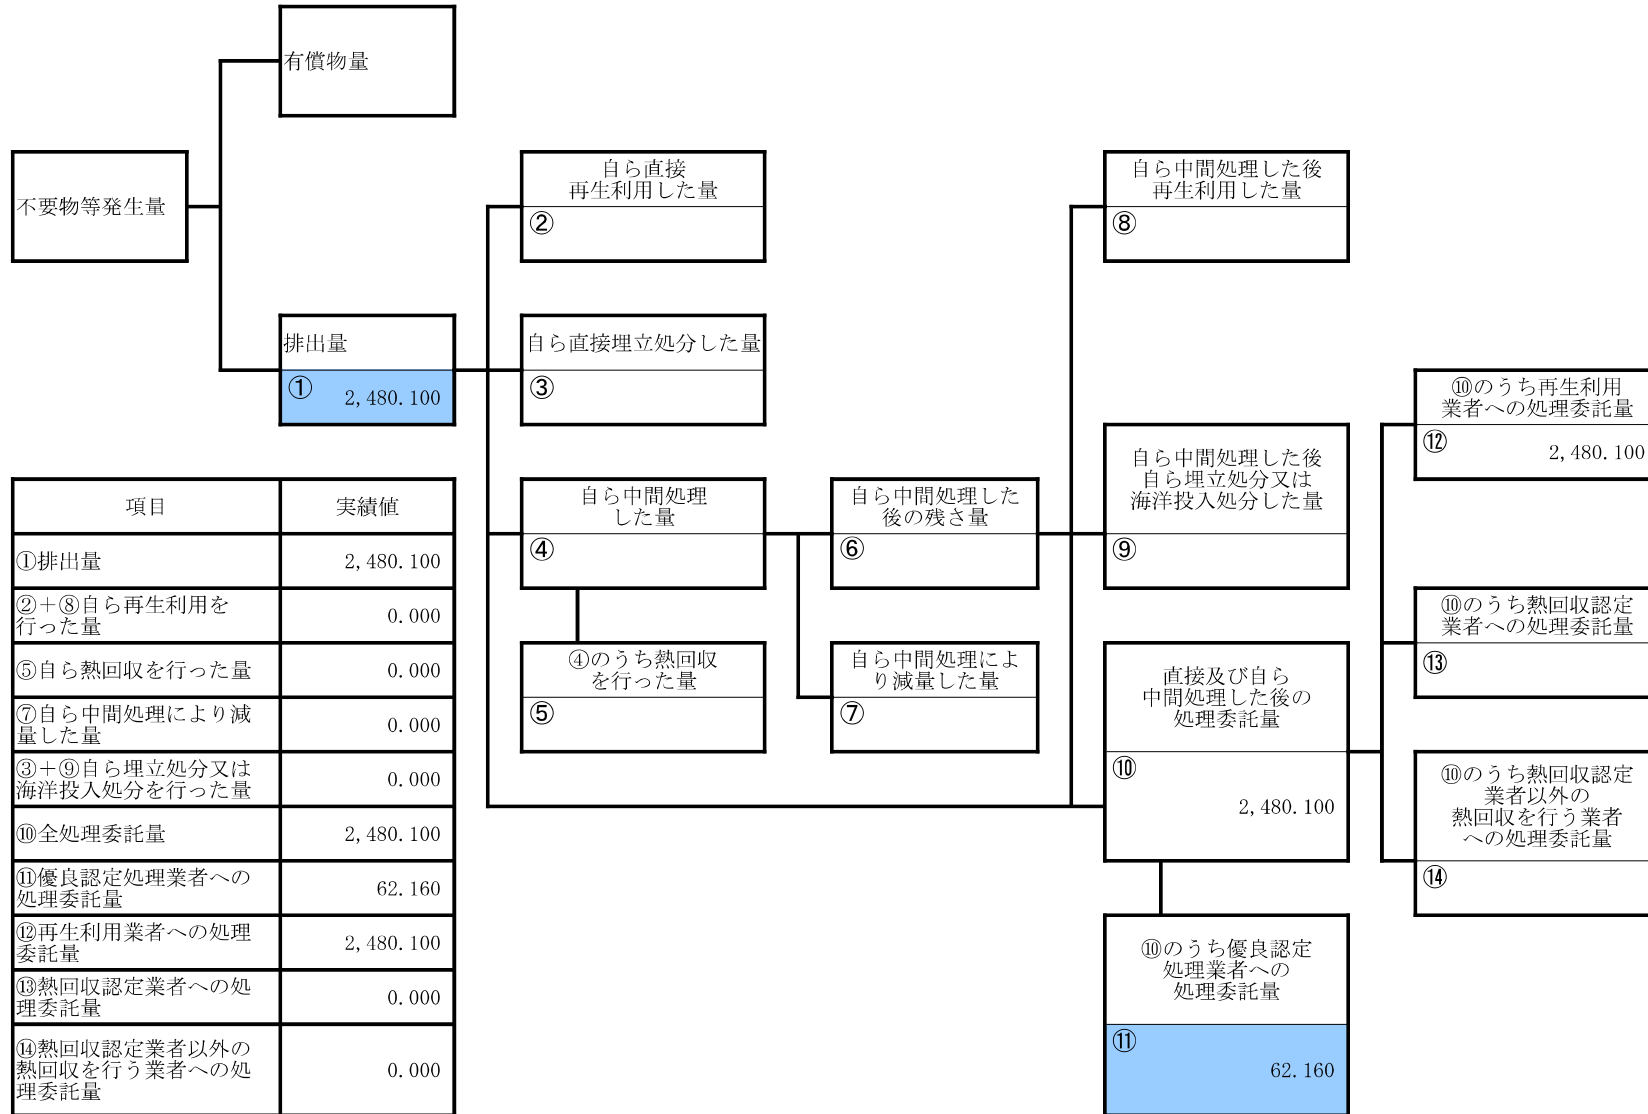 有償物量
不要物等発生量
排出量
① 2,480.100
自ら直接
再生利用した量
②
自ら直接埋立処分した量
③
自ら中間処理
した量
④
④のうち熱回収
を行った量
⑤
自ら中間処理した
後の残さ量
⑥
自ら中間処理によ
り減量した量
⑦
自ら中間処理した後
再生利用した量
⑧
自ら中間処理した後
自ら埋立処分又は
海洋投入処分した量
⑨
直接及び自ら
中間処理した後の
処理委託量
⑩
2,480.100
⑩のうち優良認定
処理業者への
処理委託量
⑪
62.160
⑩のうち再生利用
業者への処理委託量
⑫ 2,480.100
⑩のうち熱回収認定
業者への処理委託量
⑬
⑩のうち熱回収認定
業者以外の
熱回収を行う業者
への処理委託量
⑭
項目 実績値
①排出量 2,480.100
②+⑧自ら再生利用を
行った量 0.000
⑤自ら熱回収を行った量 0.000
⑦自ら中間処理により減
量した量 0.000
③+⑨自ら埋立処分又は
海洋投入処分を行った量 0.000
⑩全処理委託量 2,480.100
⑪優良認定処理業者への
処理委託量 62.160
⑫再生利用業者への処理
委託量 2,480.100
⑬熱回収認定業者への処
理委託量 0.000
⑭熱回収認定業者以外の
熱回収を行う業者への処
理委託量 0.000